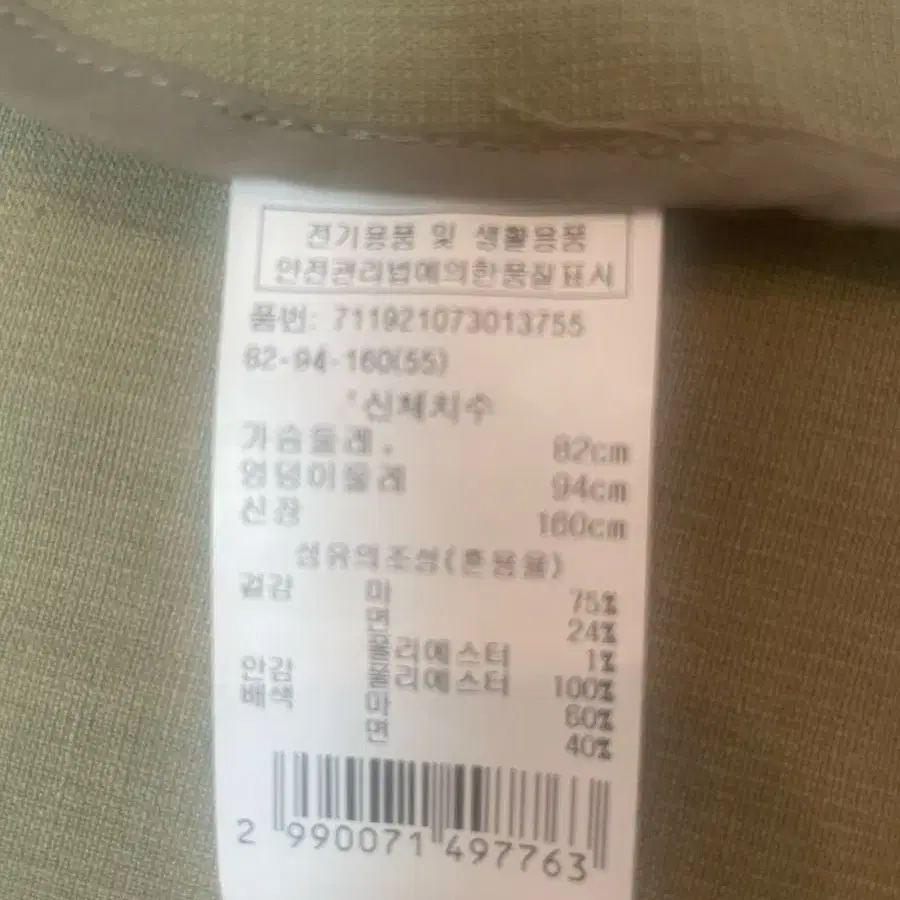 전기용품 및 생활용품
안전관리법에의한품질표시
품번: 711921073013755
82-94-160(55)
*신체치수
가슴둘레. 82cm
엉덩이둘레 94cm
신장 160cm
섬유의조성(혼용율)
겉감 마 75%
면 24%
폴리에스터 1%
안감 폴리에스터 100%
배색 마 60%
면 40%
2 990071 497763